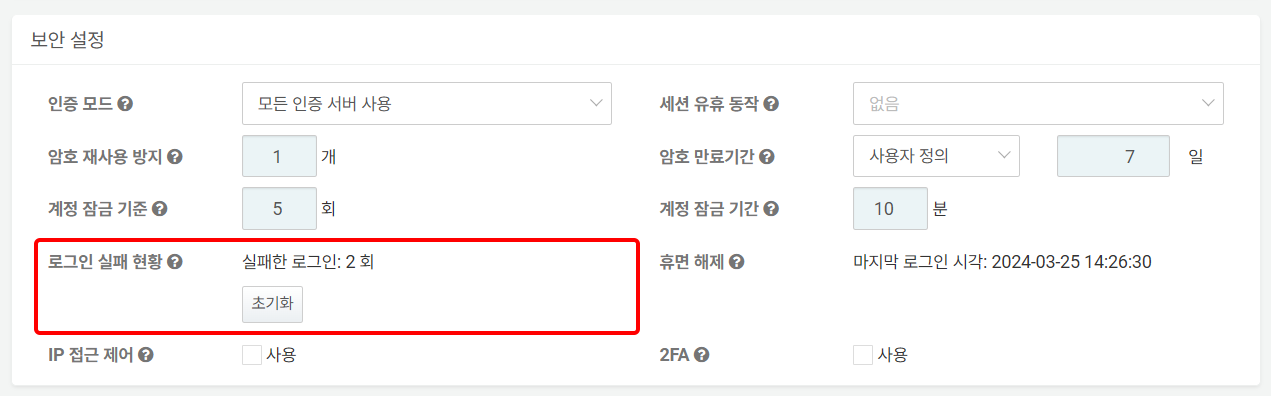 보안 설정
인증 모드 모든 인증 서버 사용 세션 유휴 동작 없음
암호 재사용 방지 1 개 암호 만료기간 사용자 정의 7 일
계정 잠금 기준 5 회 계정 잠금 기간 10 분
로그인 실패 현황 실패한 로그인: 2 회 휴면 해제 마지막 로그인 시각: 2024-03-25 14:26:30
초기화
IP 접근 제어 사용 2FA 사용